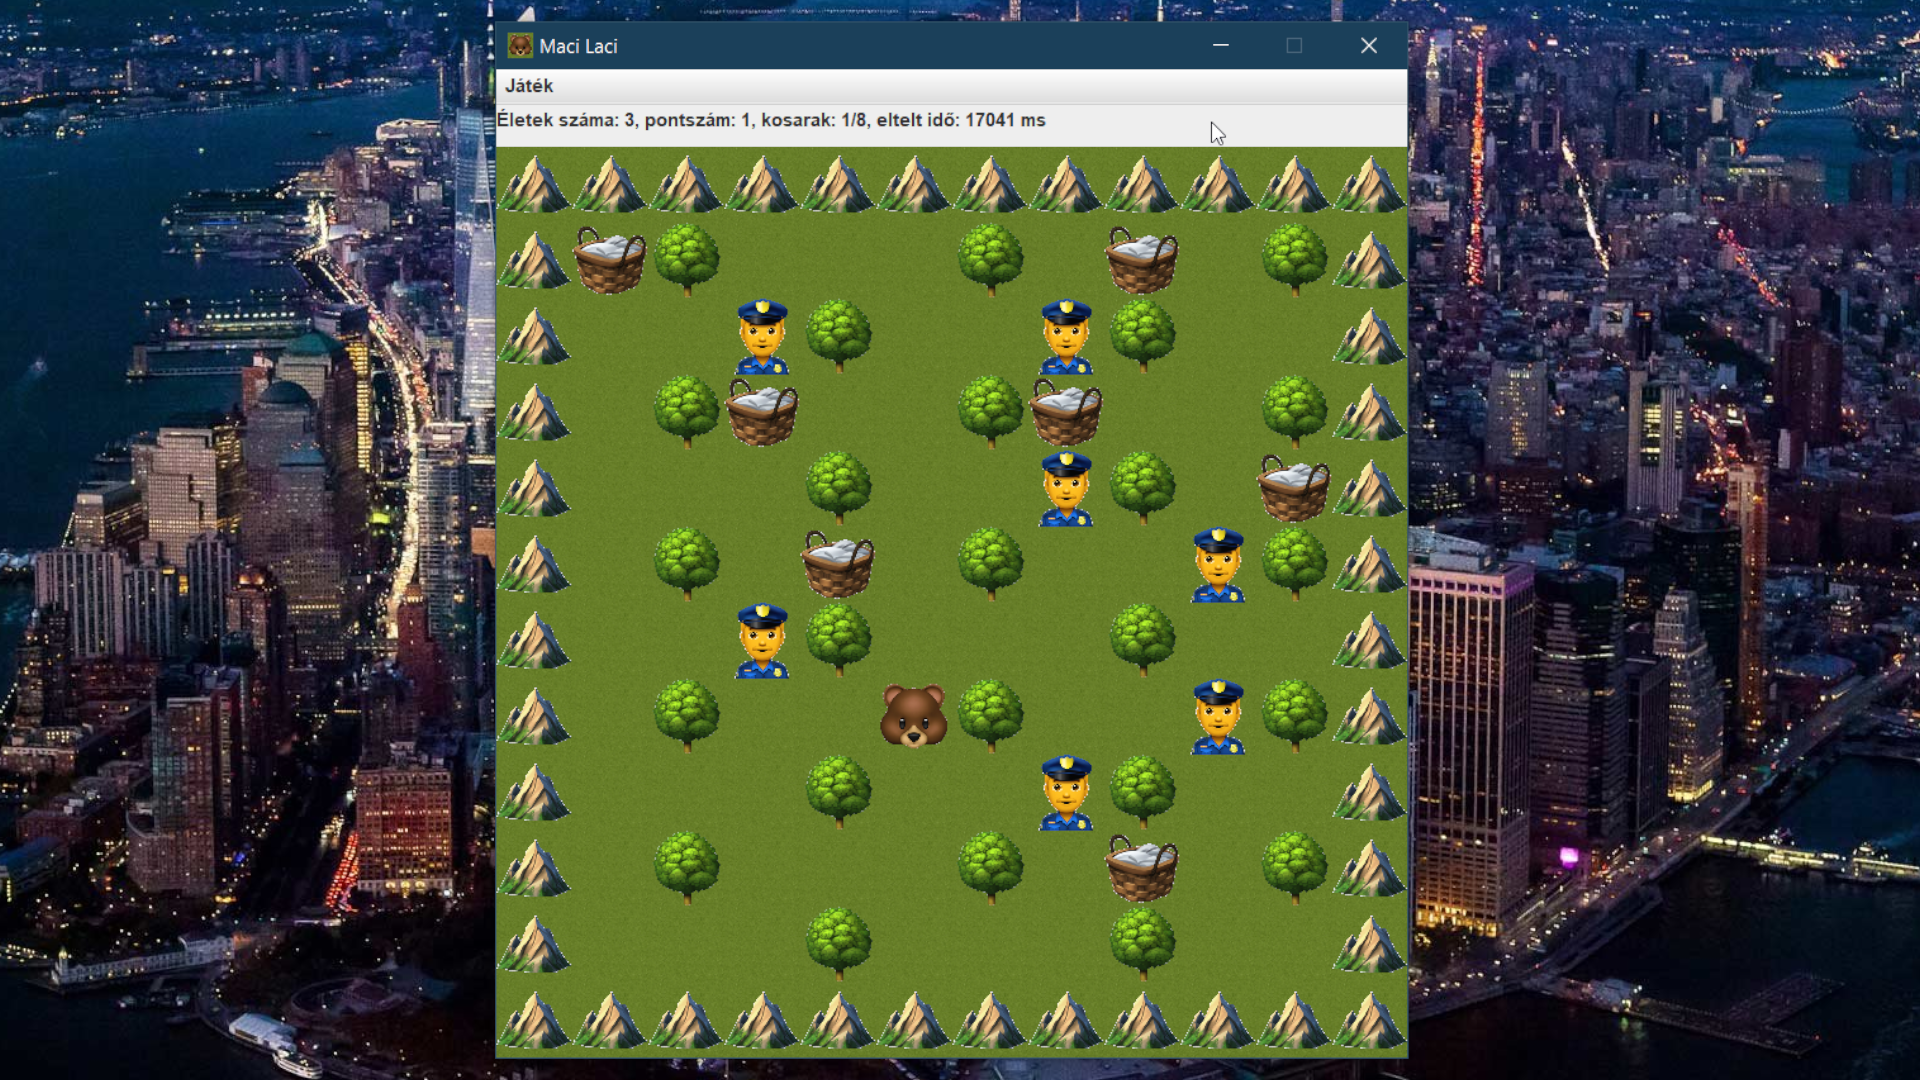 Maci Laci
Játék
Életek száma: 3, pontszám: 1, kosarak: 1/8, eltelt idő: 17041 ms